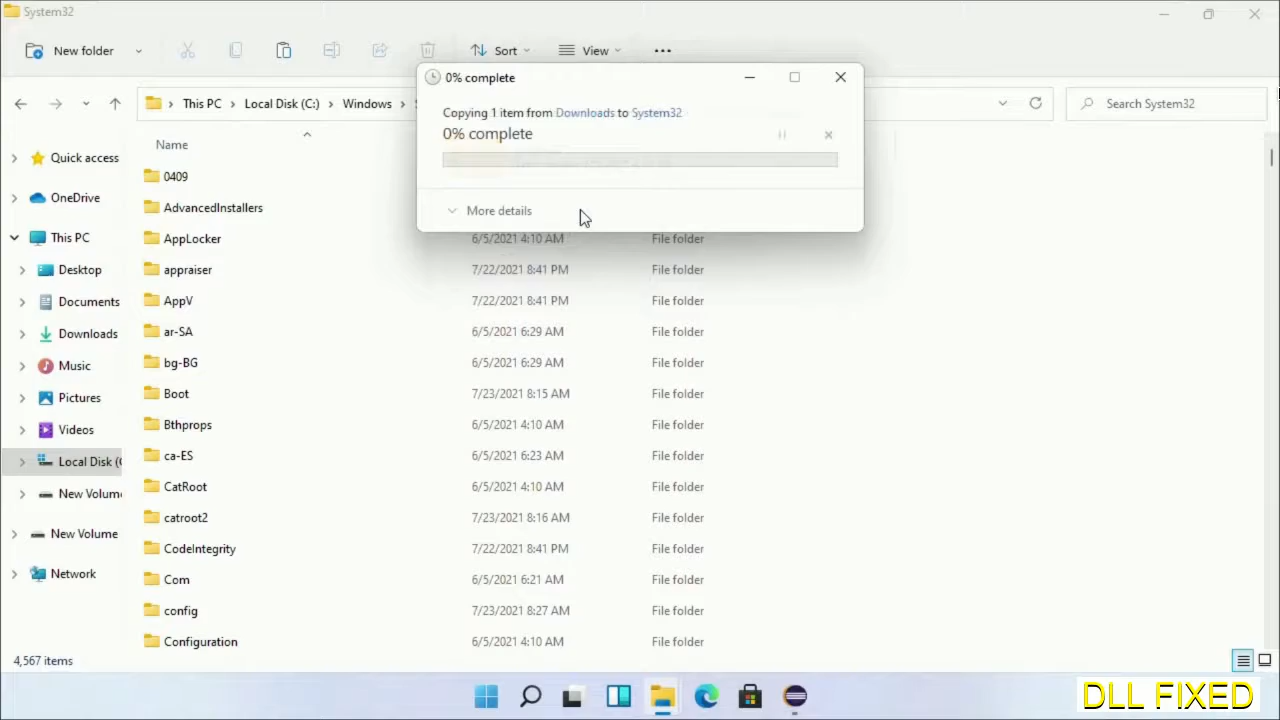 System32
New folder
Sort
View
0% complete
Copying 1 item from Downloads to System32
0% complete
More details
This PC
Local Disk (C:)
Windows
Search System32
Name
Quick access
OneDrive
This PC
Desktop
Documents
Downloads
Music
Pictures
Videos
Local Disk (
New Volum
New Volume
Network
0409
AdvancedInstallers
AppLocker 6/5/2021 4:10 AM File folder
appraiser 7/22/2021 8:41 PM File folder
AppV 7/22/2021 8:41 PM File folder
ar-SA 6/5/2021 6:29 AM File folder
bg-BG 6/5/2021 6:29 AM File folder
Boot 7/23/2021 8:15 AM File folder
Bthprops 6/5/2021 4:10 AM File folder
ca-ES 6/5/2021 6:23 AM File folder
CatRoot 6/5/2021 4:10 AM File folder
catroot2 7/23/2021 8:16 AM File folder
CodeIntegrity 7/22/2021 8:41 PM File folder
Com 6/5/2021 6:21 AM File folder
config 7/23/2021 8:27 AM File folder
Configuration 6/5/2021 4:10 AM File folder
4,567 items
DLL FIXED